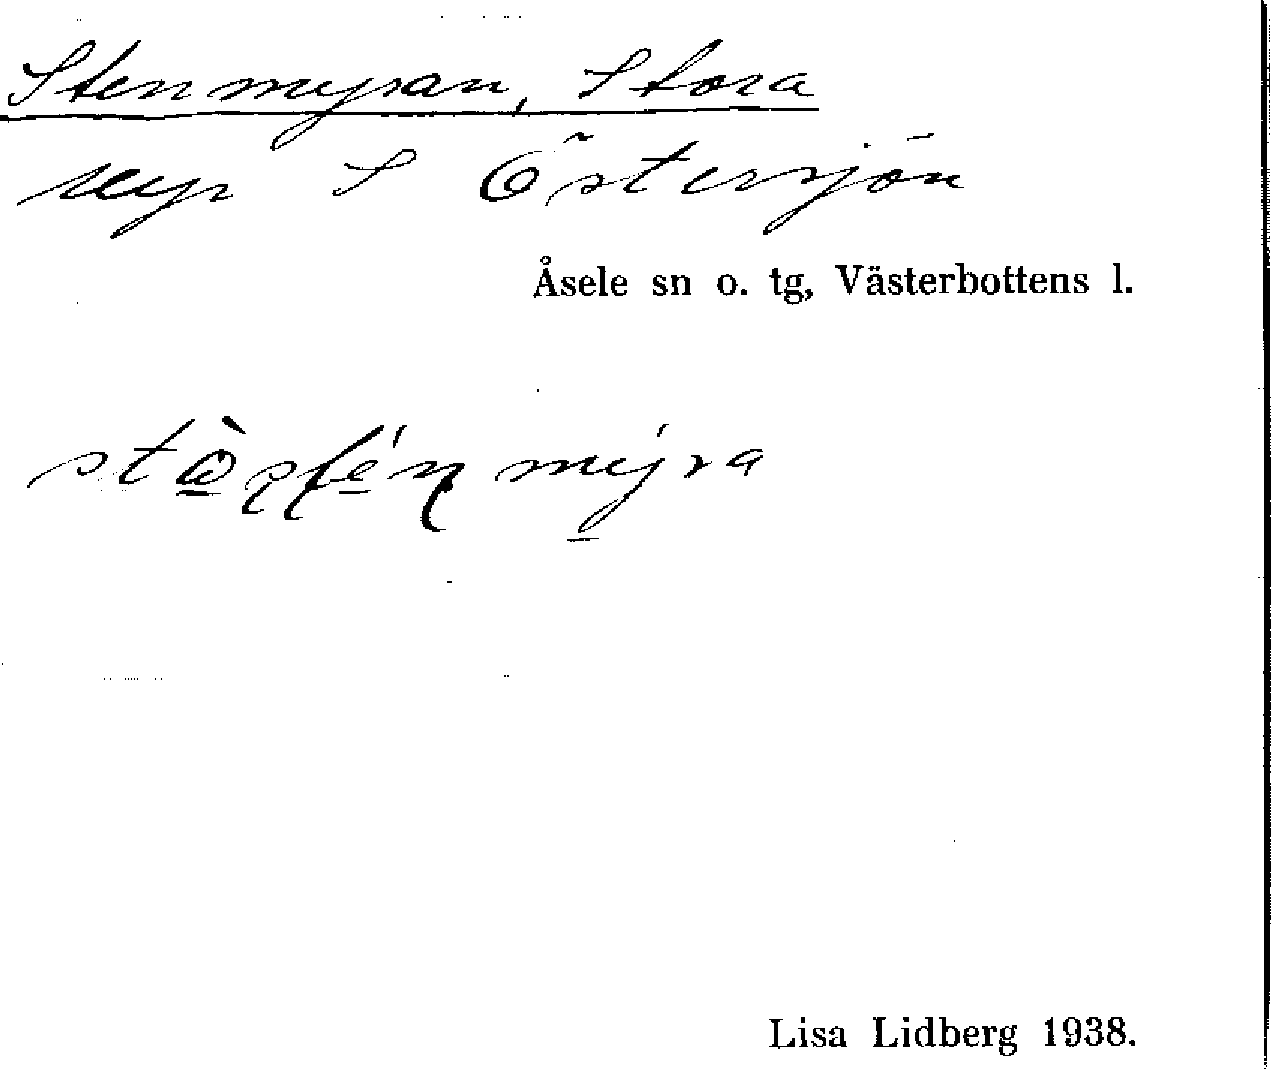 Stenmyran, Stora
myr S Östersjön
Åsele sn o. tg, Västerbottens l.
Lisa Lidberg 1938.